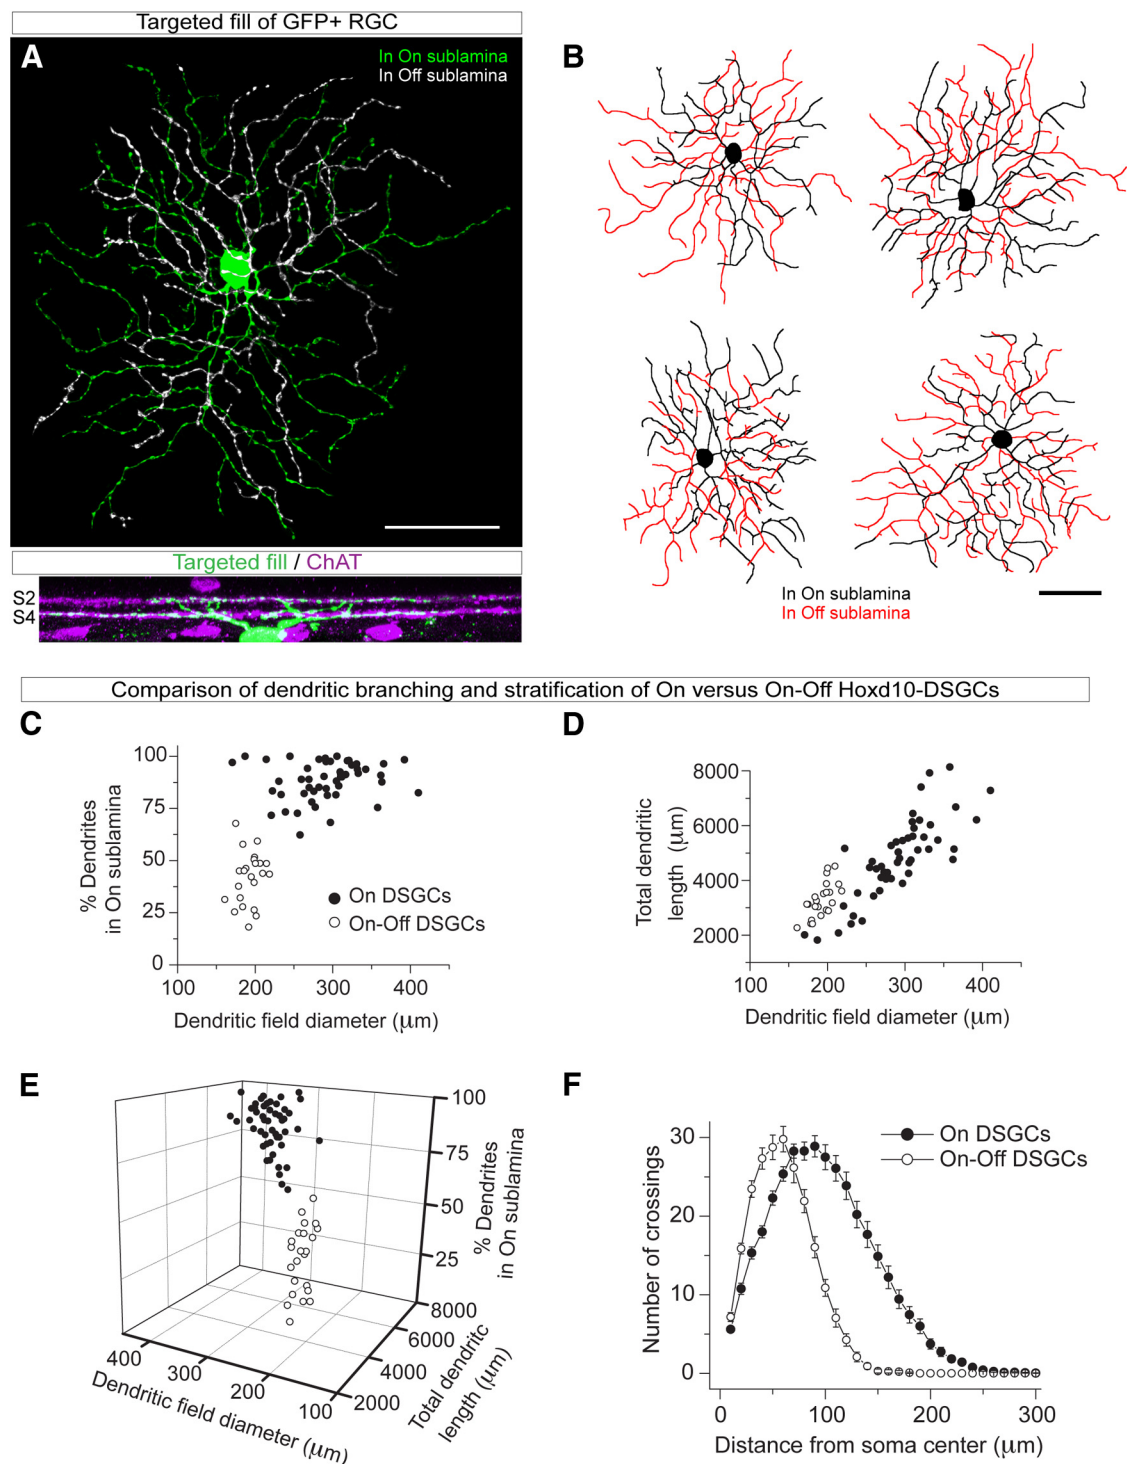 Targeted fill of GFP+ RGC
A
In On sublamina
In Off sublamina
B
Targeted fill / ChAT
S2
S4
In On sublamina
In Off sublamina
Comparison of dendritic branching and stratification of On versus On-Off Hoxd10-DSGCs
C
% Dendrites
in On sublamina
100
75
50
25
0
On DSGCs
On-Off DSGCs
100 200 300 400
Dendritic field diameter (μm)
D
Total dendritic
length (μm)
8000
6000
4000
2000
100 200 300 400
Dendritic field diameter (μm)
E
100
75
50
25
% Dendrites
in On sublamina
8000
6000
4000
2000
Total dendritc
length (μm)
400
300
200
100
Dendritic field diameter (μm)
F
Number of crossings
30
20
10
0
On DSGCs
On-Off DSGCs
0 100 200 300
Distance from soma center (μm)